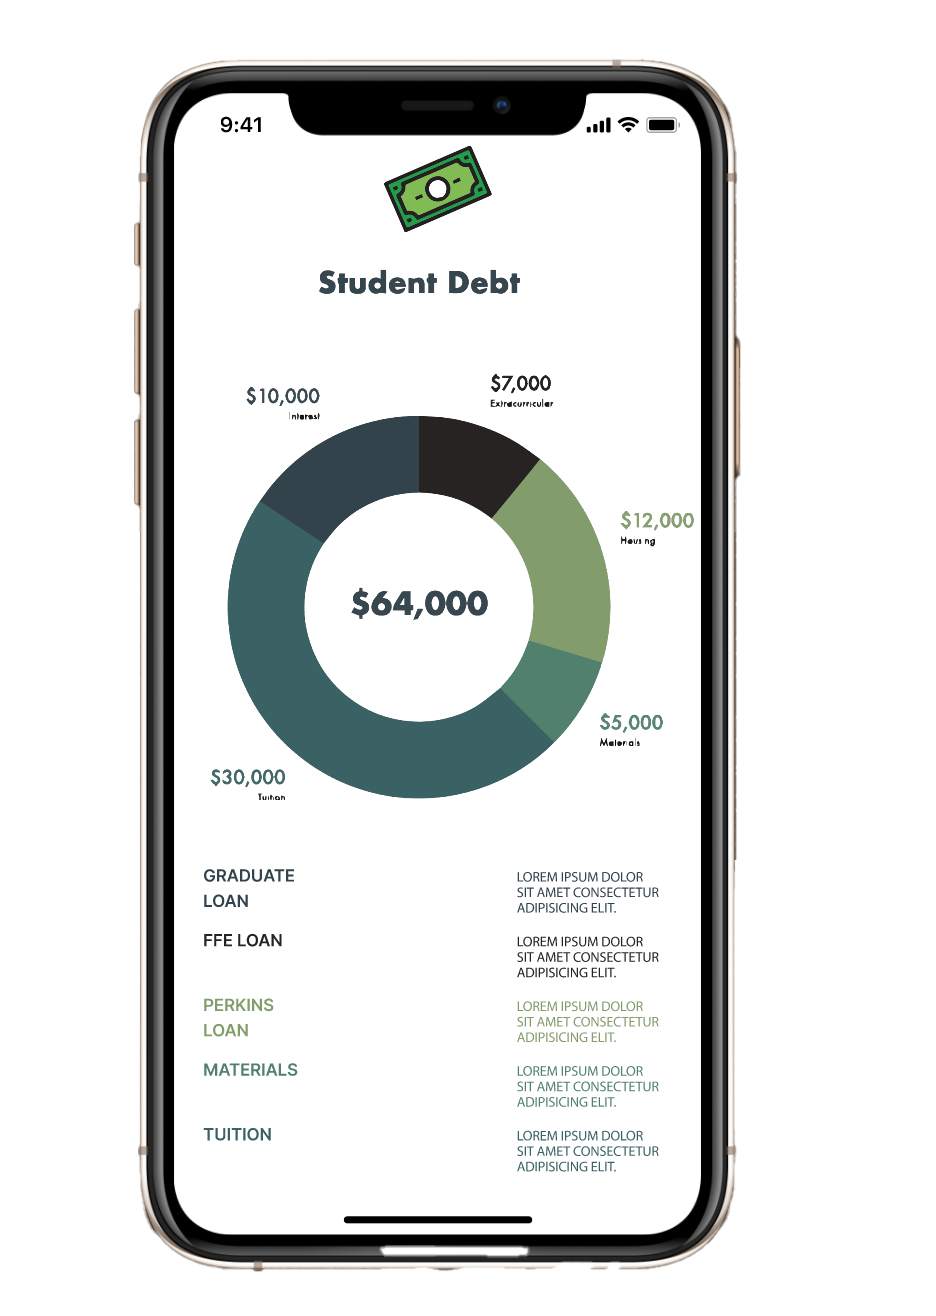 9:41
Student Debt
$10,000
Interest
$7,000
Extracurricular
$12,000
Housing
$64,000
$5,000
Materials
$30,000
Tuition
GRADUATE
LOAN
LOREM IPSUM DOLOR
SIT AMET CONSECTETUR
ADIPISICING ELIT.
FFE LOAN
LOREM IPSUM DOLOR
SIT AMET CONSECTETUR
ADIPISICING ELIT.
PERKINS
LOAN
LOREM IPSUM DOLOR
SIT AMET CONSECTETUR
ADIPISICING ELIT.
MATERIALS
LOREM IPSUM DOLOR
SIT AMET CONSECTETUR
ADIPISICING ELIT.
TUITION
LOREM IPSUM DOLOR
SIT AMET CONSECTETUR
ADIPISICING ELIT.